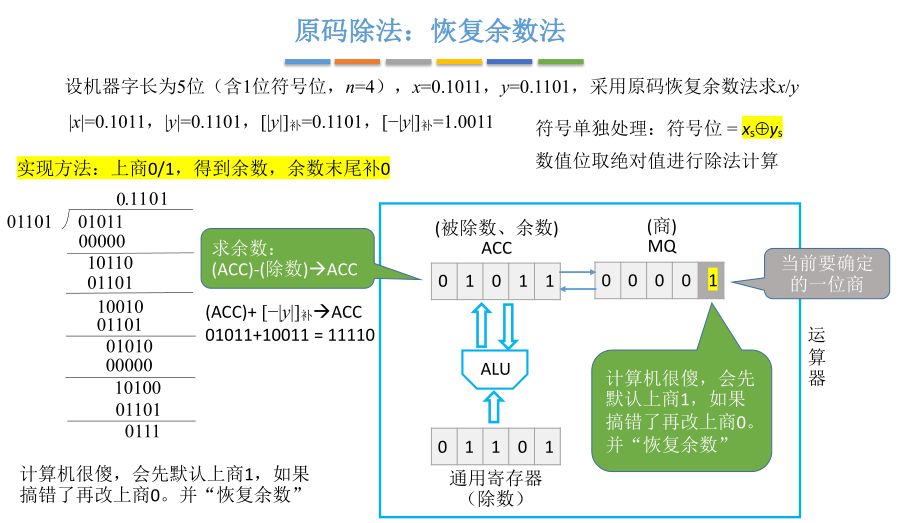 原码除法：恢复余数法
设机器字长为5位（含1位符号位，n=4），x=0.1011，y=0.1101，采用原码恢复余数法求x/y
|x|=0.1011，|y|=0.1101，[|y|]补=0.1101，[−|y|]补=1.0011
符号单独处理：符号位 = xs⊕ys
数值位取绝对值进行除法计算
实现方法：上商0/1，得到余数，余数末尾补0
0.1101
01101
01011
00000
10110
01101
10010
01101
01010
00000
10100
01101
0111
计算机很傻，会先默认上商1，如果
搞错了再改上商0。并“恢复余数”
求余数：
(ACC)-(除数)→ACC
(ACC)+ [−|y|]补→ACC
01011+10011 = 11110
(被除数、余数)
ACC
0 1 0 1 1
(商)
MQ
0 0 0 0 1
当前要确定
的一位商
ALU
0 1 1 0 1
通用寄存器
（除数）
计算机很傻，会先
默认上商1，如果
搞错了再改上商0。
并“恢复余数”
运
算
器